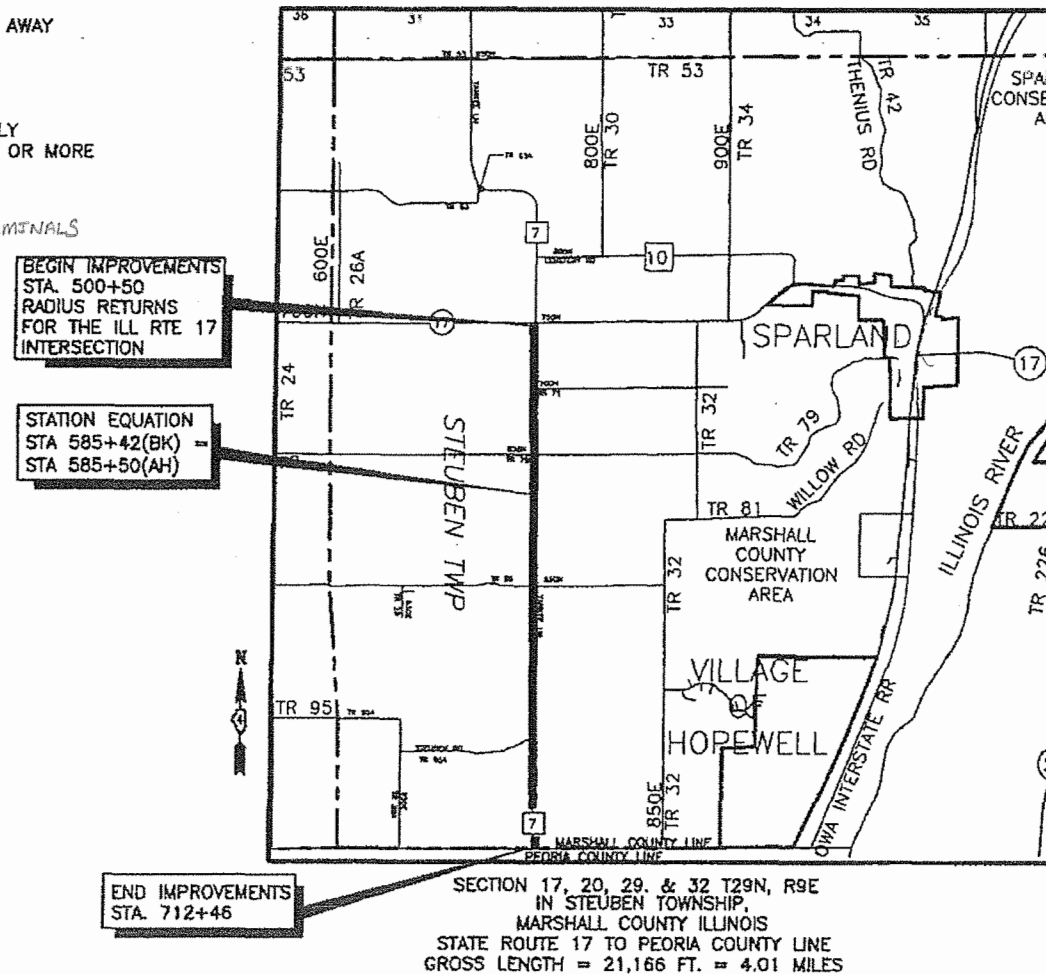 AWAY
LY
OR MORE
MINALS
BEGIN IMPROVEMENTS
STA. 500+50
RADIUS RETURNS
FOR THE ILL RTE 17
INTERSECTION
STATION EQUATION
STA 585+42(BK) =
STA 585+50(AH)
END IMPROVEMENTS
STA. 712+46
36
31
33
34
35
53
TR 53
TR 53
800E
TR 30
900E
TR 34
THENIUS RD
TR 42
SPA
CONSE
A
7
10
600E
R 26A
17
750N
SPARLAND
17
TR 24
TR 32
TR 79
WILLOW RD
STEUBEN TWP
TR 81
MARSHALL
COUNTY
CONSERVATION
AREA
ILLINOIS RIVER
TR 22
TR 226
TR 32
N
TR 95
VILLAGE
OF
HOPEWELL
850E
TR 32
OWA INTERSTATE RR
7
MARSHALL COUNTY LINE
PEORIA COUNTY LINE
SECTION 17, 20, 29. & 32 T29N, R9E
IN STEUBEN TOWNSHIP,
MARSHALL COUNTY ILLINOIS
STATE ROUTE 17 TO PEORIA COUNTY LINE
GROSS LENGTH = 21,166 FT. = 4.01 MILES